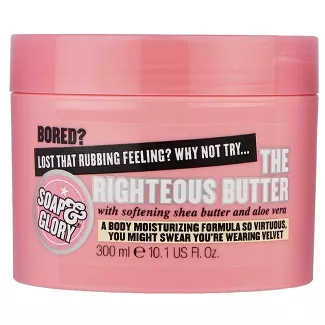 BORED?
LOST THAT RUBBING FEELING? WHY NOT TRY...
THE
RIGHTEOUS BUTTER
SOAP&
GLORY
with softening shea butter and aloe vera
A BODY MOISTURIZING FORMULA SO VIRTUOUS,
YOU MIGHT SWEAR YOU'RE WEARING VELVET
300 ml e 10.1 US Fl. Oz.